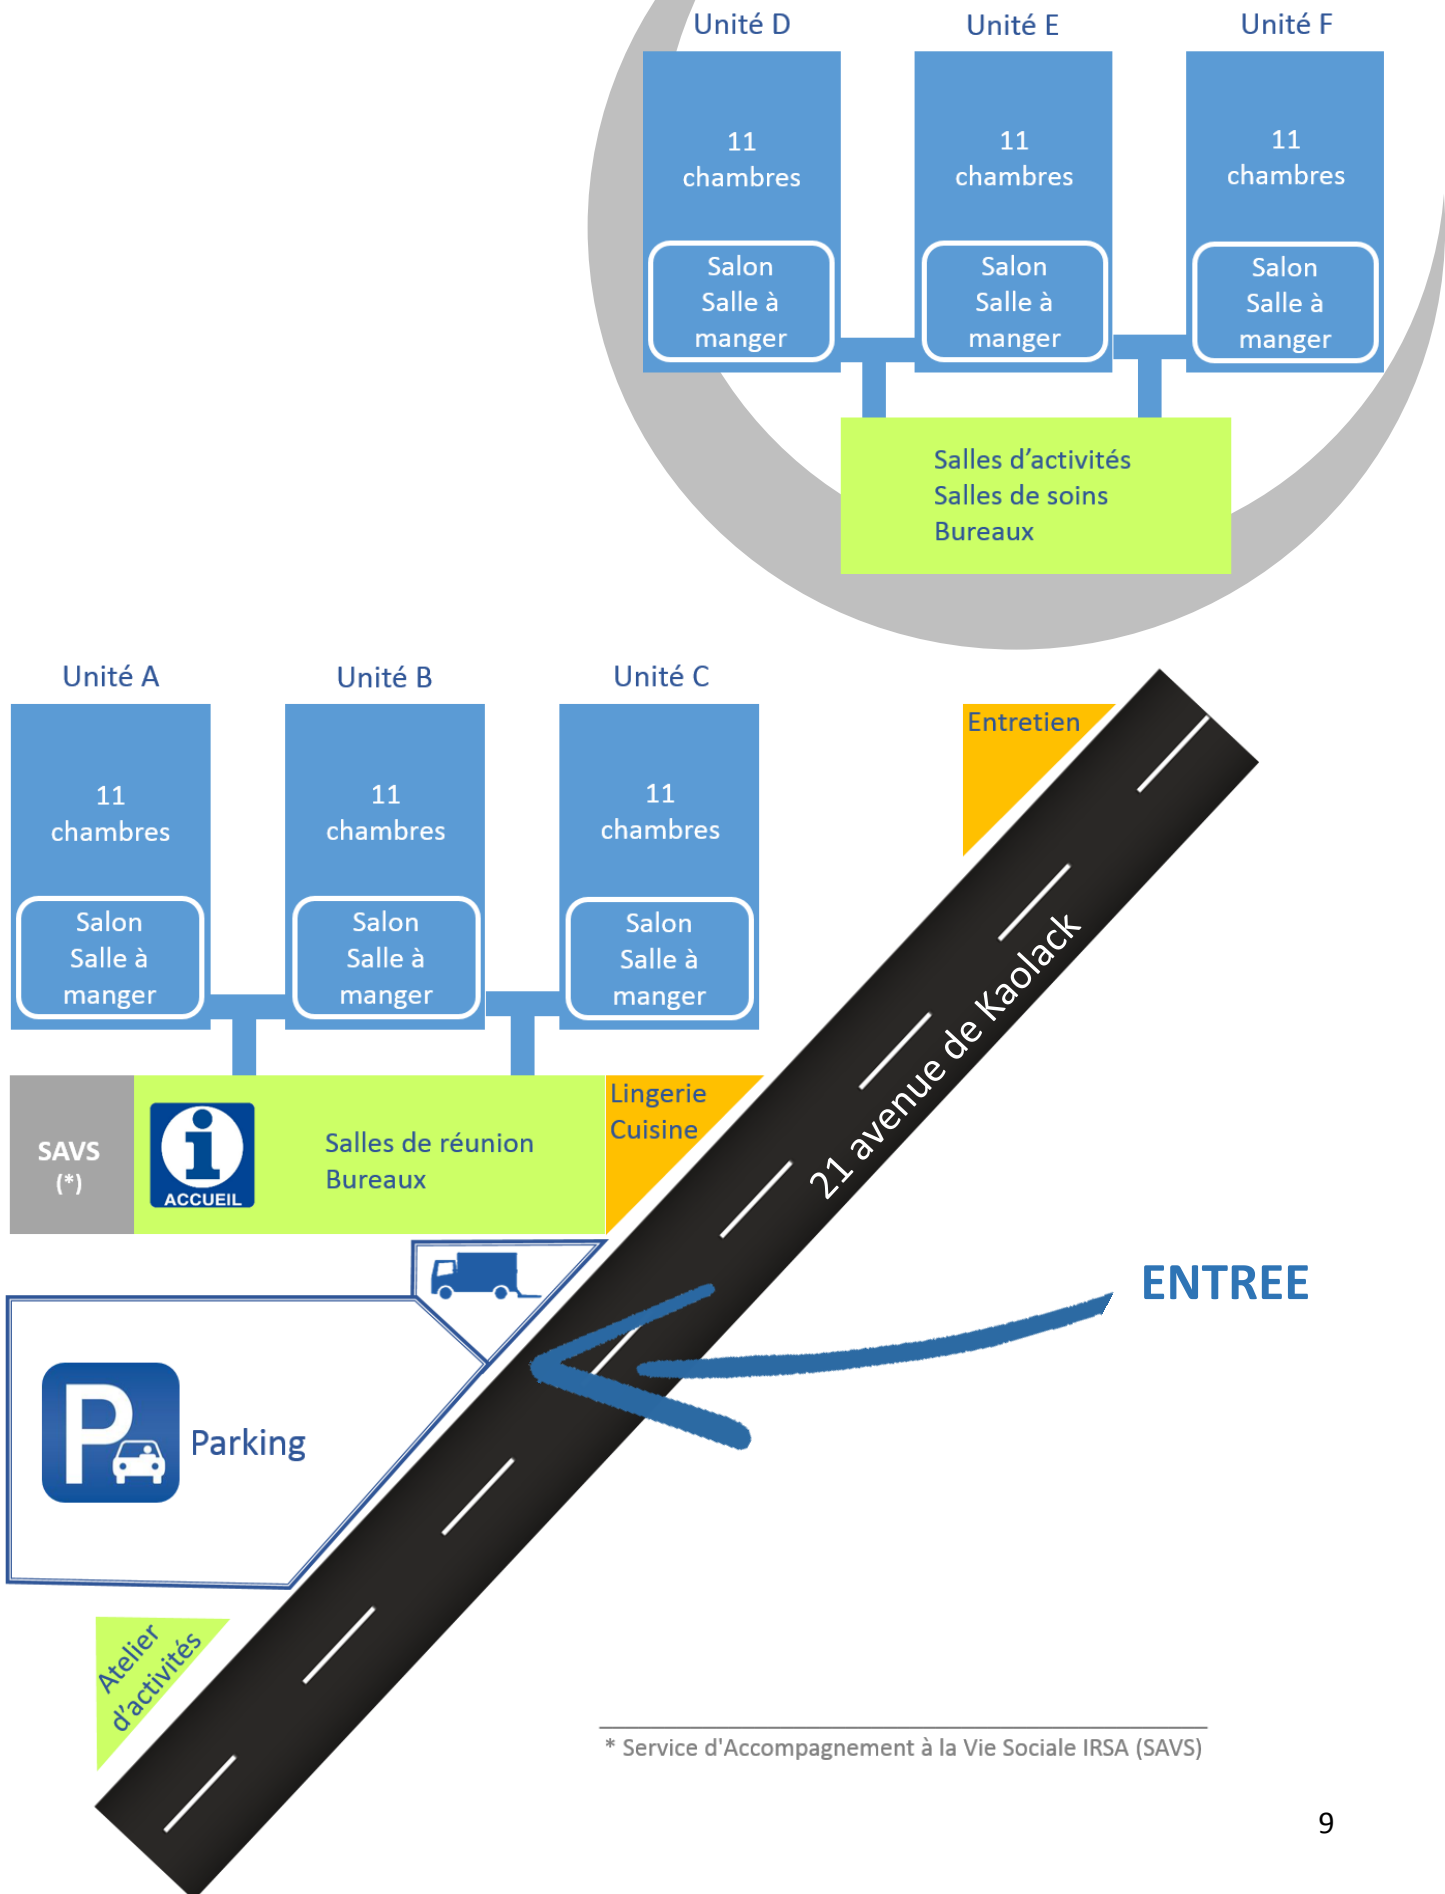 Unité D
Unité E
Unité F
11
chambres
11
chambres
11
chambres
Salon
Salle à
manger
Salon
Salle à
manger
Salon
Salle à
manger
Salles d’activités
Salles de soins
Bureaux
Unité A
Unité B
Unité C
Entretien
11
chambres
11
chambres
11
chambres
Salon
Salle à
manger
Salon
Salle à
manger
Salon
Salle à
manger
21 avenue de Kaolack
SAVS
(*)
i
ACCUEIL
Salles de réunion
Bureaux
Lingerie
Cuisine
ENTREE
P
Parking
Atelier
d’activités
* Service d'Accompagnement à la Vie Sociale IRSA (SAVS)
9